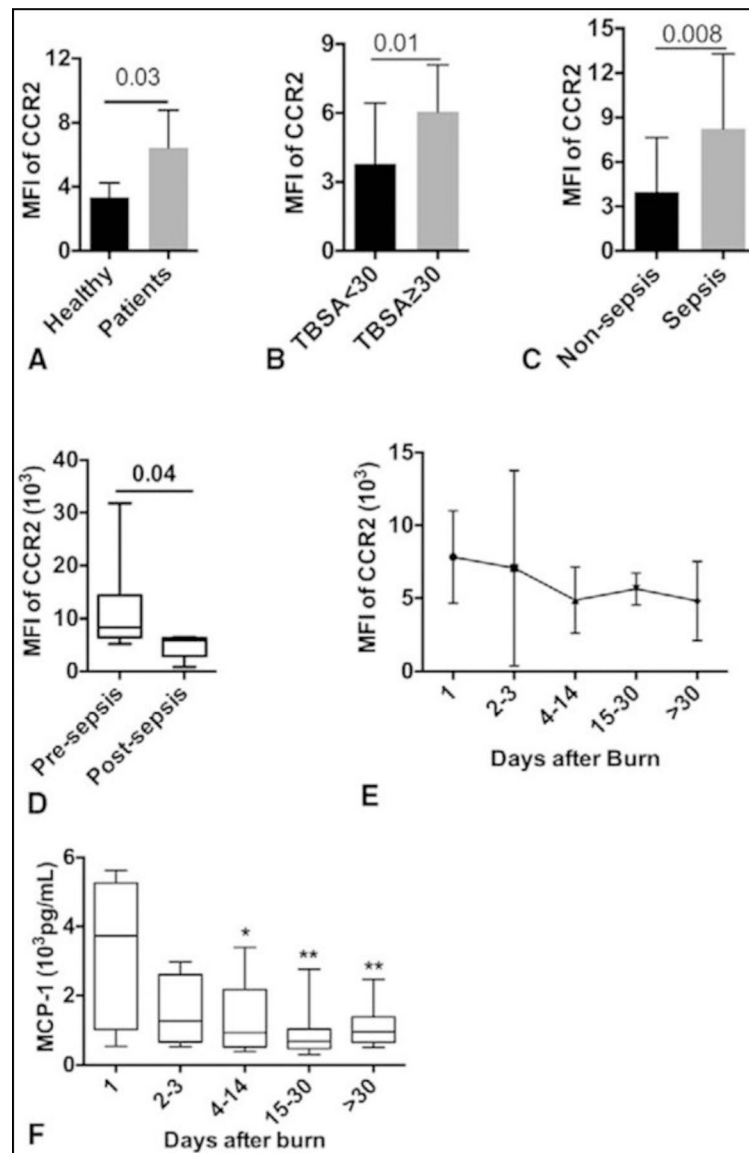 MFI of CCR2
12
8
4
0
0.03
Healthy
Patients
A
MFI of CCR2
9
6
3
0
0.01
TBSA<30
TBSA≥30
B
MFI of CCR2
15
12
9
6
3
0
0.008
Non-sepsis
Sepsis
C
MFI of CCR2 (10³)
40
30
20
10
0
0.04
Pre-sepsis
Post-sepsis
D
MFI of CCR2 (10³)
15
10
5
0
1
2-3
4-14
15-30
>30
Days after Burn
E
MCP-1 (10³pg/mL)
6
4
2
0
*
**
**
1
2-3
4-14
15-30
>30
Days after burn
F